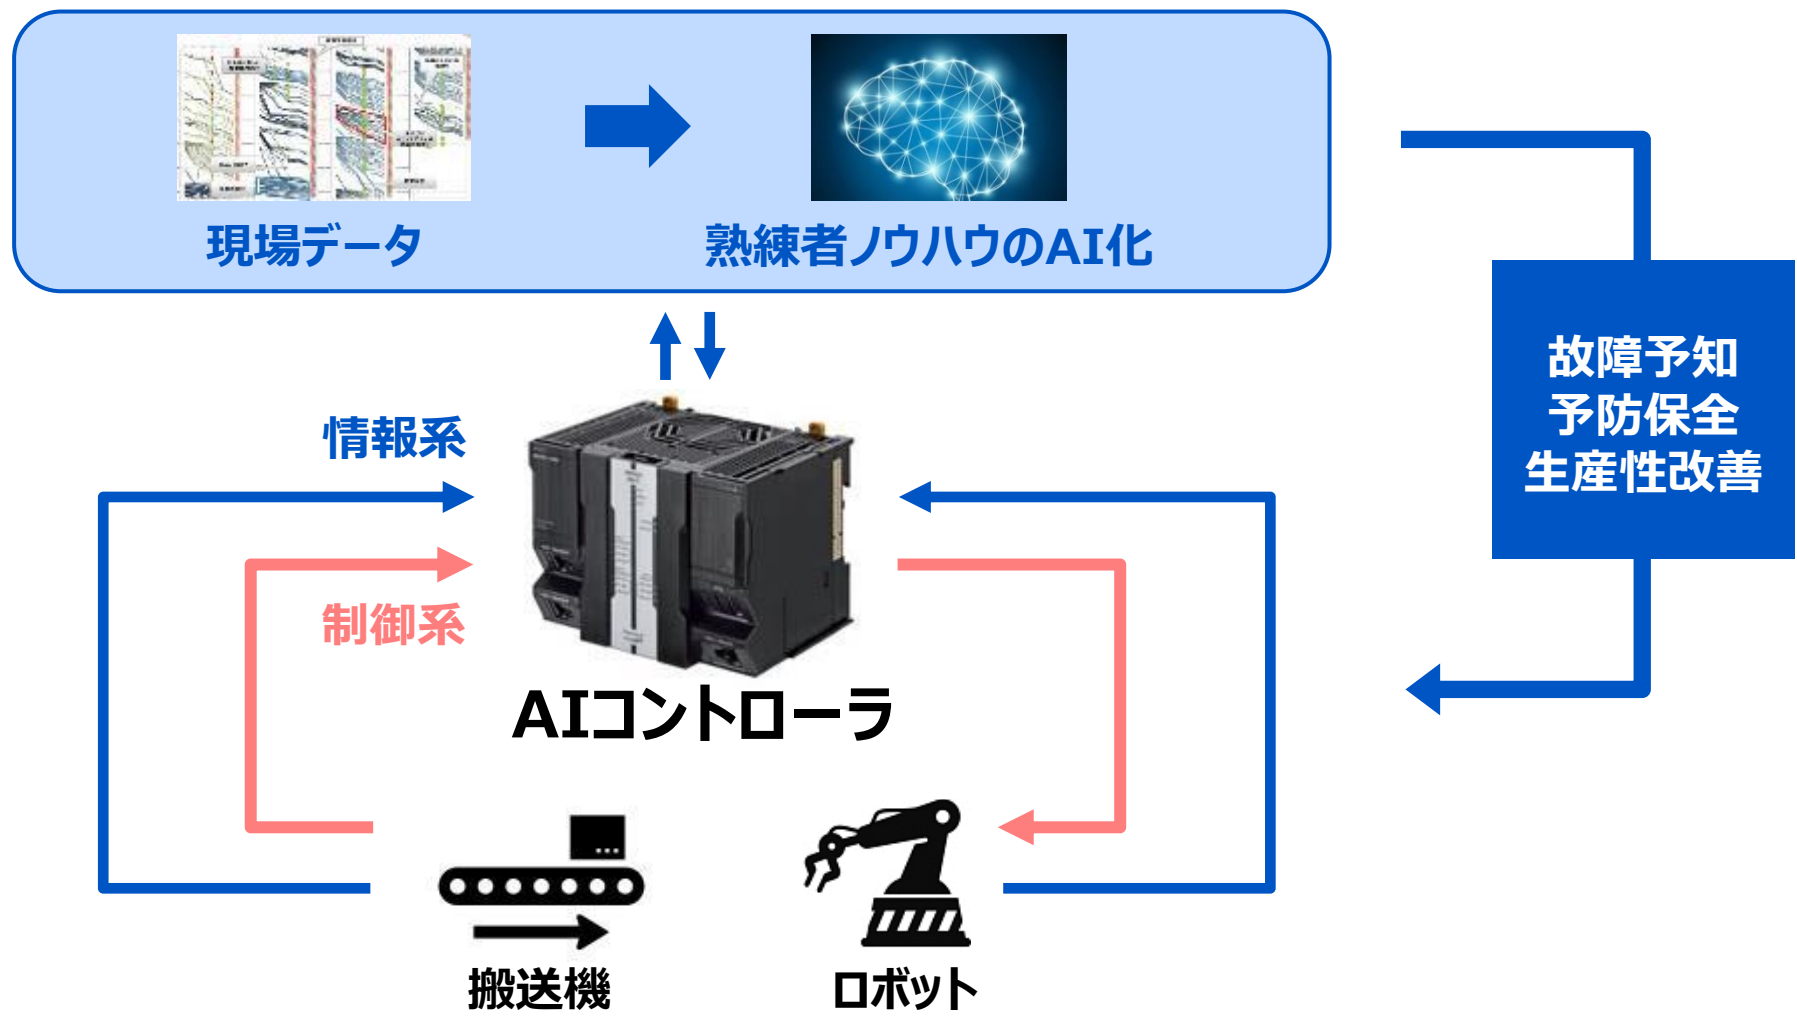 現場データ
熟練者ノウハウのAI化
故障予知
予防保全
生産性改善
情報系
制御系
AIコントローラ
搬送機
ロボット